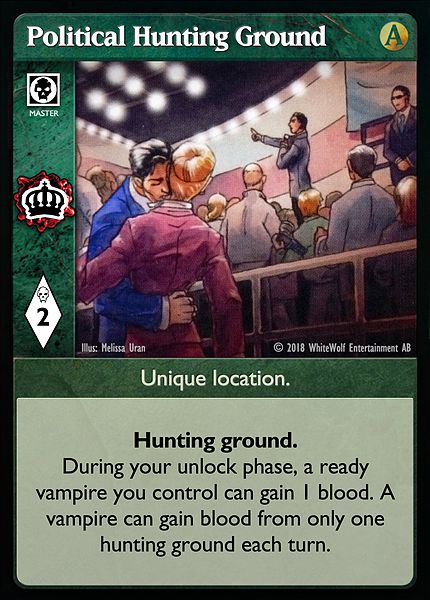 Political Hunting Ground
A
MASTER
2
Illus: Melissa Uran
© 2018 WhiteWolf Entertainment AB
Unique location.
Hunting ground.
During your unlock phase, a ready
vampire you control can gain 1 blood. A
vampire can gain blood from only one
hunting ground each turn.